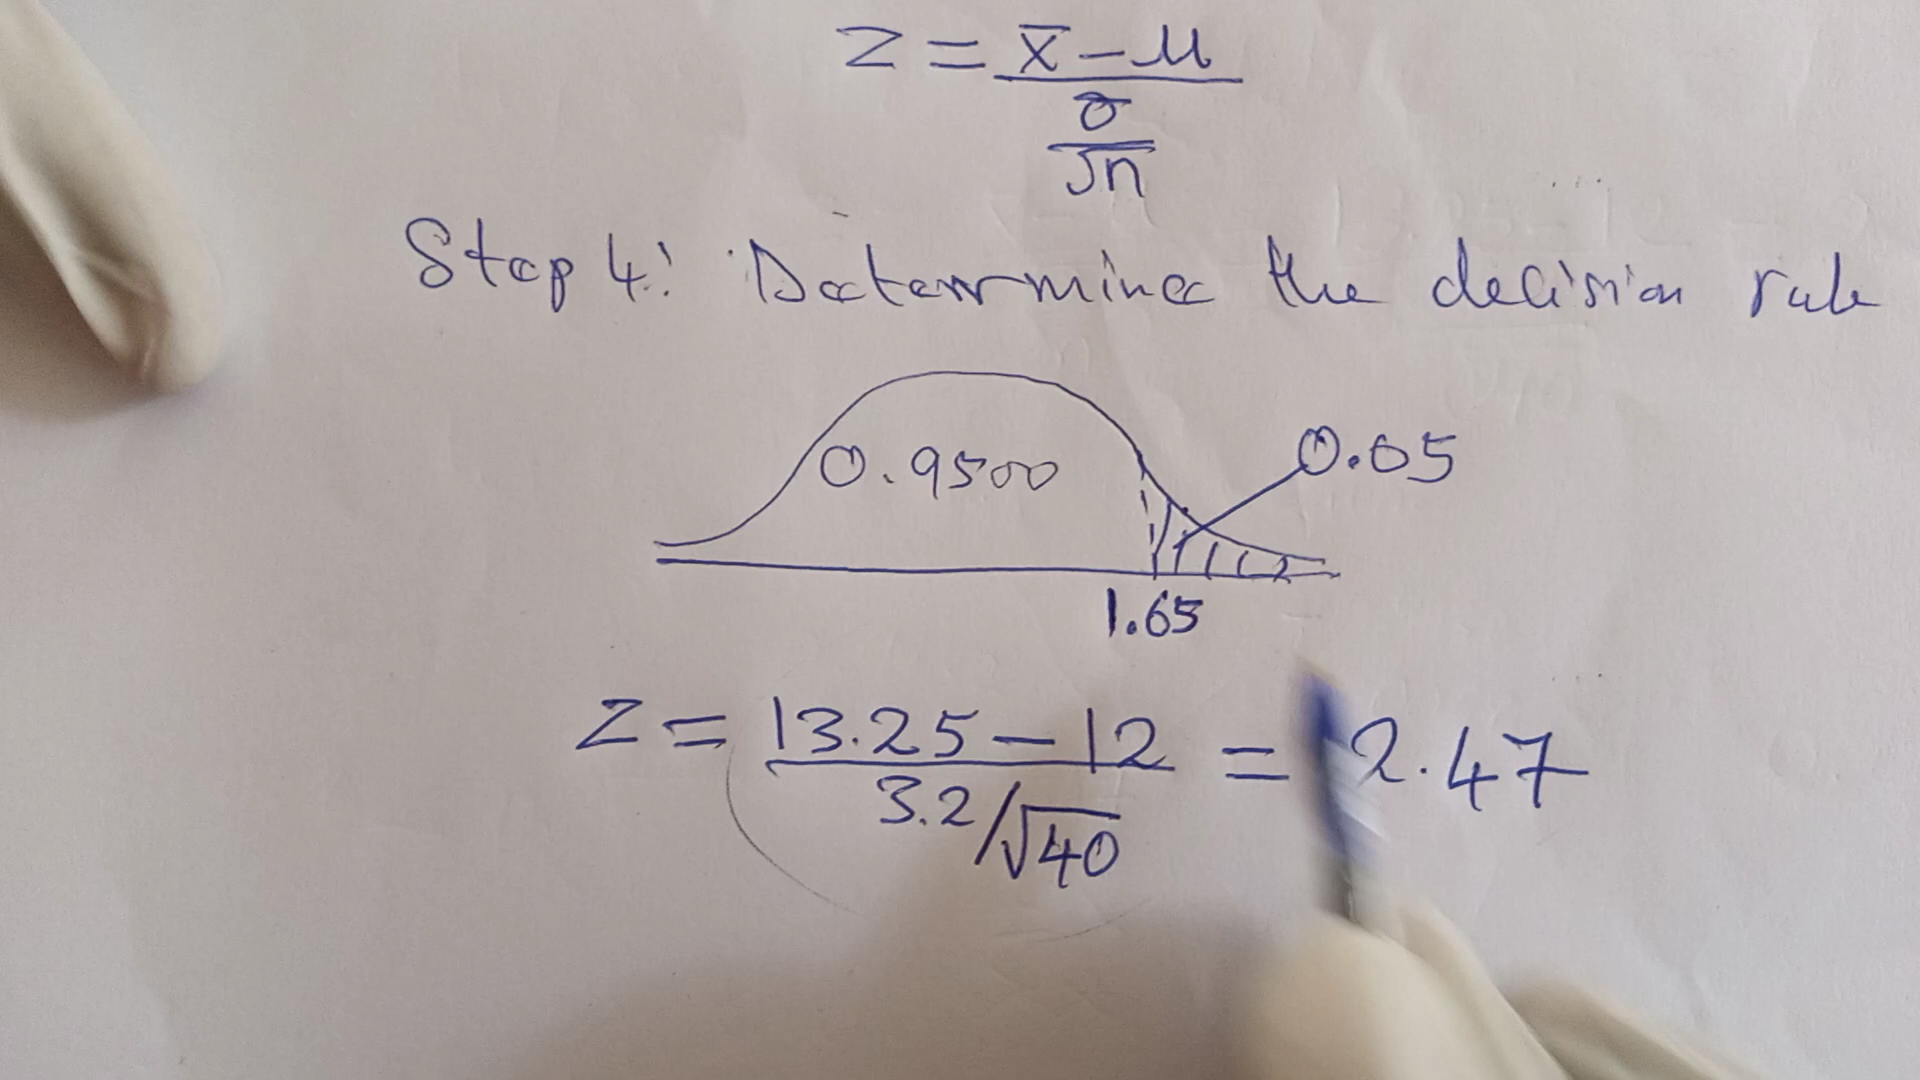 z = x̄ - μ / σ/√n
Step 4: Determine the decision rule
0.9500
0.05
1.65
z = 13.25 - 12 / 3.2/√40 = 2.47